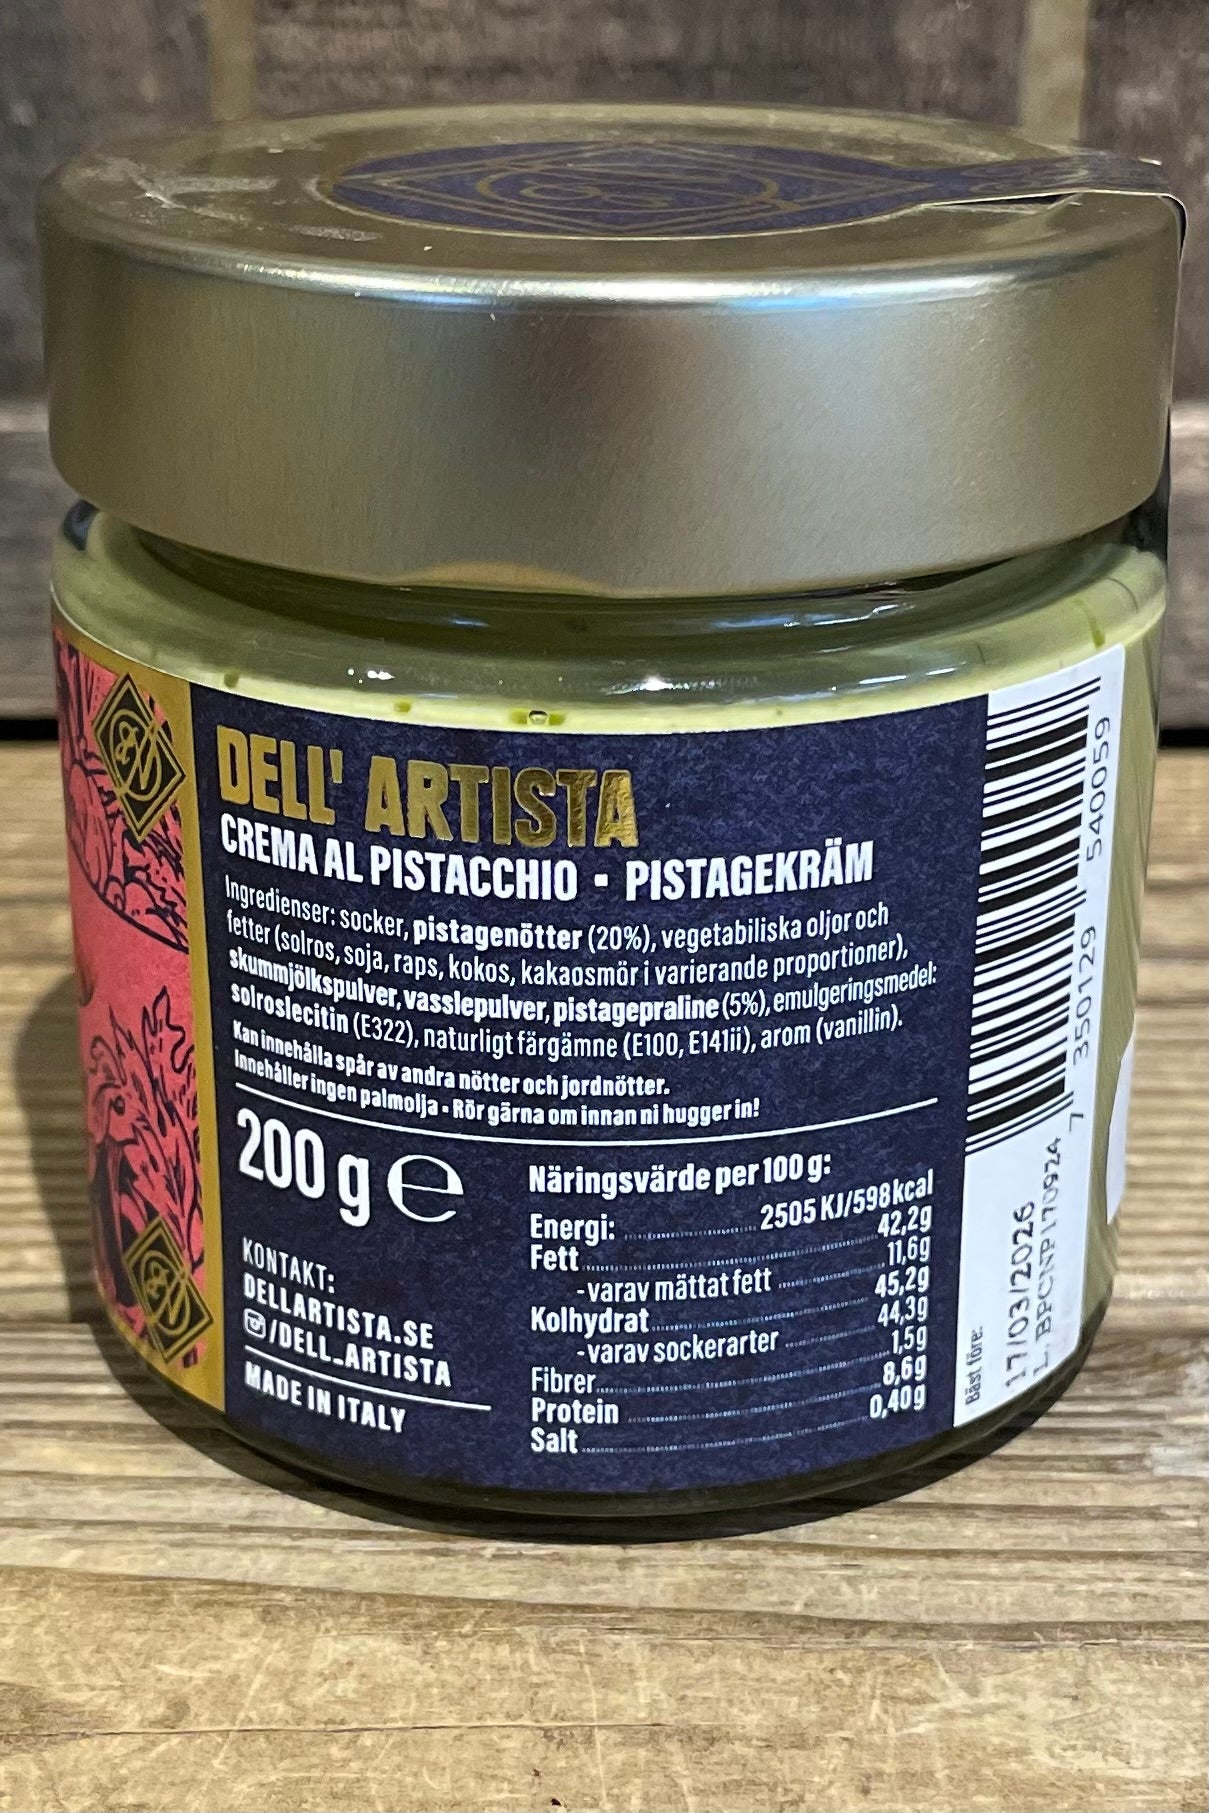 DELL' ARTISTA
CREMA AL PISTACCHIO ▪ PISTAGEKRÄM
Ingredienser: socker, pistagenötter (20%), vegetabiliska oljor och
fetter (solros, soja, raps, kokos, kakaosmör i varierande proportioner),
skummjölkspulver, vasslepulver, pistagepraline (5%), emulgeringsmedel:
solroslecitin (E322), naturligt färgämne (E100, E141ii), arom (vanillin).
Kan innehålla spår av andra nötter och jordnötter.
Innehåller ingen palmolja ▪ Rör gärna om innan ni hugger in!
200 g ℮
KONTAKT:
DELLARTISTA.SE
/DELL_ARTISTA
MADE IN ITALY
Näringsvärde per 100 g:
Energi: 2505 KJ/598kcal
Fett 42,2g
-varav mättat fett 11,6g
Kolhydrat 45,2g
-varav sockerarter 44,3g
Fibrer 1,5g
Protein 8,6g
Salt 0,40g
7 350129 540059
Bäst före:
17/03/2026
L. BPCNP170924